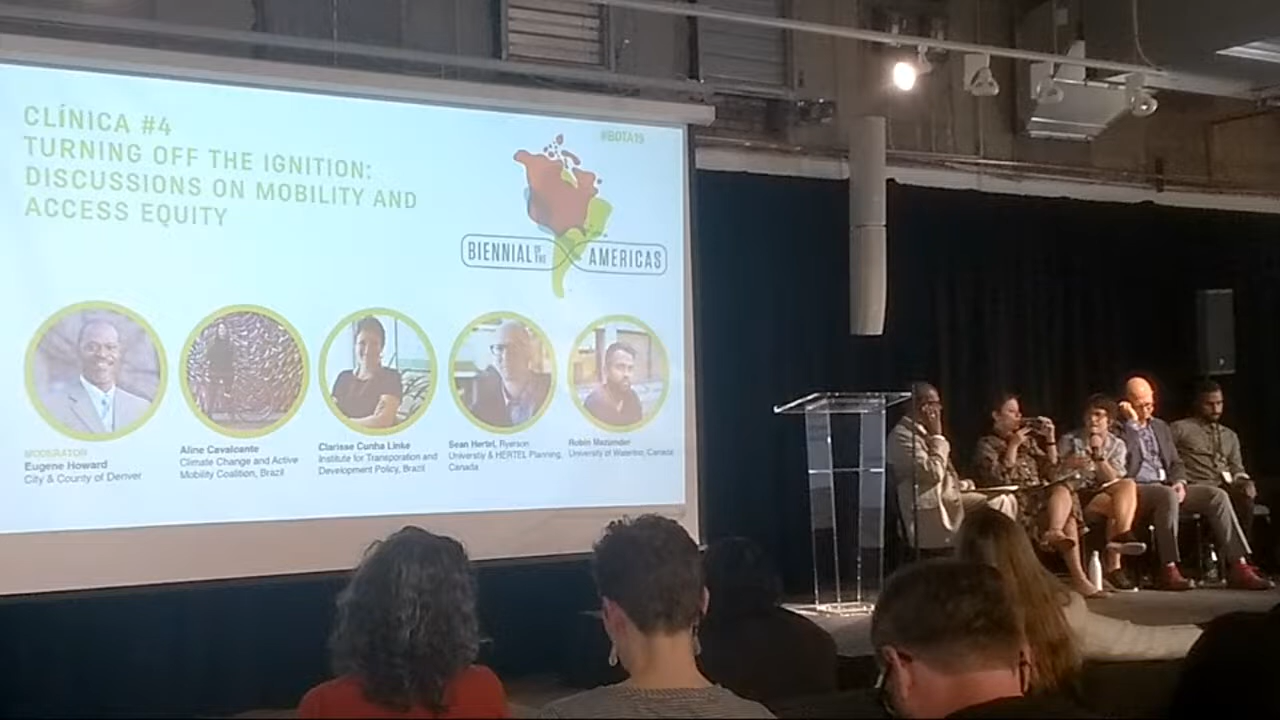 CLÍNICA #4
TURNING OFF THE IGNITION:
DISCUSSIONS ON MOBILITY AND
ACCESS EQUITY
#BOTA19
BIENNIAL OF THE AMERICAS
MODERATOR
Eugene Howard
City & County of Denver
Aline Cavalcante
Climate Change and Active
Mobility Coalition, Brazil
Clarisse Cunha Linke
Institute for Transporation and
Development Policy, Brazil
Sean Hertel, Ryerson
University & HERTEL Planning,
Canada
Robin Mazumder
University of Waterloo, Canada